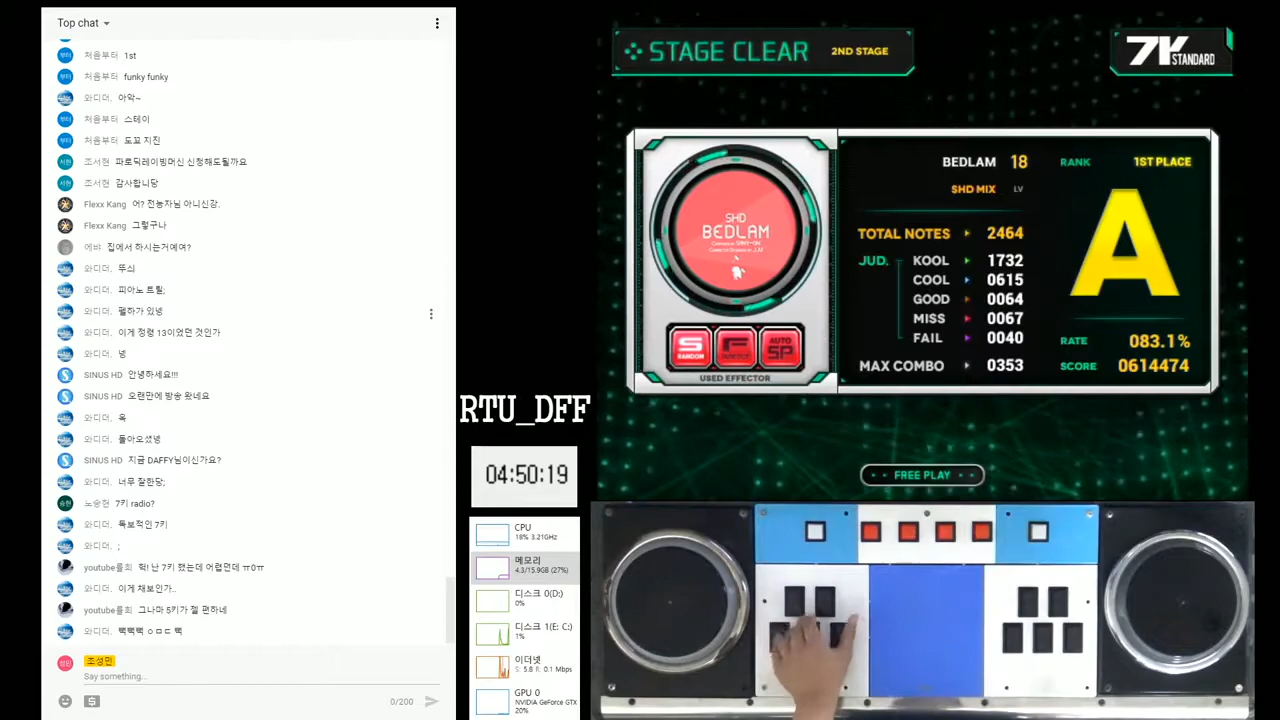 Top chat
처음부터 1st
처음부터 funky funky
와디더. 아악~
처음부터 스테이
처음부터 도꼬 지진
조서현 파로딕레이빙머신 신청해도될까요
조서현 감사합니당
Flexx Kang 어? 전능자님 아니신강.
Flexx Kang 그렇구나
에뱌 집에서 하시는거예여?
와디더. 뚜쇠
와디더. 피아노 트릴;
와디더. 펠하가 있넹
와디더. 이게 정령 13이었던 것인가
와디더. 넹
SINUS HD 안녕하세요!!!
SINUS HD 오랜만에 방송 왔네요
와디더. 옥
와디더. 돌아오셨넹
SINUS HD 지금 DAFFY님이신가요?
와디더. 너무 잘한당;
노승현 7키 radio?
와디더. 독보적인 7키
와디더. ;
youtube률희 헉! 난 7키 했는데 어렵던데 ㅠ0ㅠ
와디더. 이게 채보인가..
youtube률희 그나마 5키가 젤 편하네
와디더. 뻑뻑뻑 ㅇㅁㄷ 뻑
조성민
Say something...
0/200
RTU_DFF
04:50:19
CPU
18% 3.21GHz
메모리
4.3/15.9GB (27%)
디스크 0(D:)
0%
디스크 1(E: C:)
1%
이더넷
S: 5.8 R: 0.1 Mbps
GPU 0
NVIDIA GeForce GTX
20%
STAGE CLEAR 2ND STAGE
7K STANDARD
SHD
BEDLAM
S RANDOM
F
AUTO SP
USED EFFECTOR
BEDLAM 18
SHD MIX LV
TOTAL NOTES 2464
JUD. KOOL 1732
COOL 0615
GOOD 0064
MISS 0067
FAIL 0040
MAX COMBO 0353
RANK 1ST PLACE
A
RATE 083.1%
SCORE 0614474
FREE PLAY